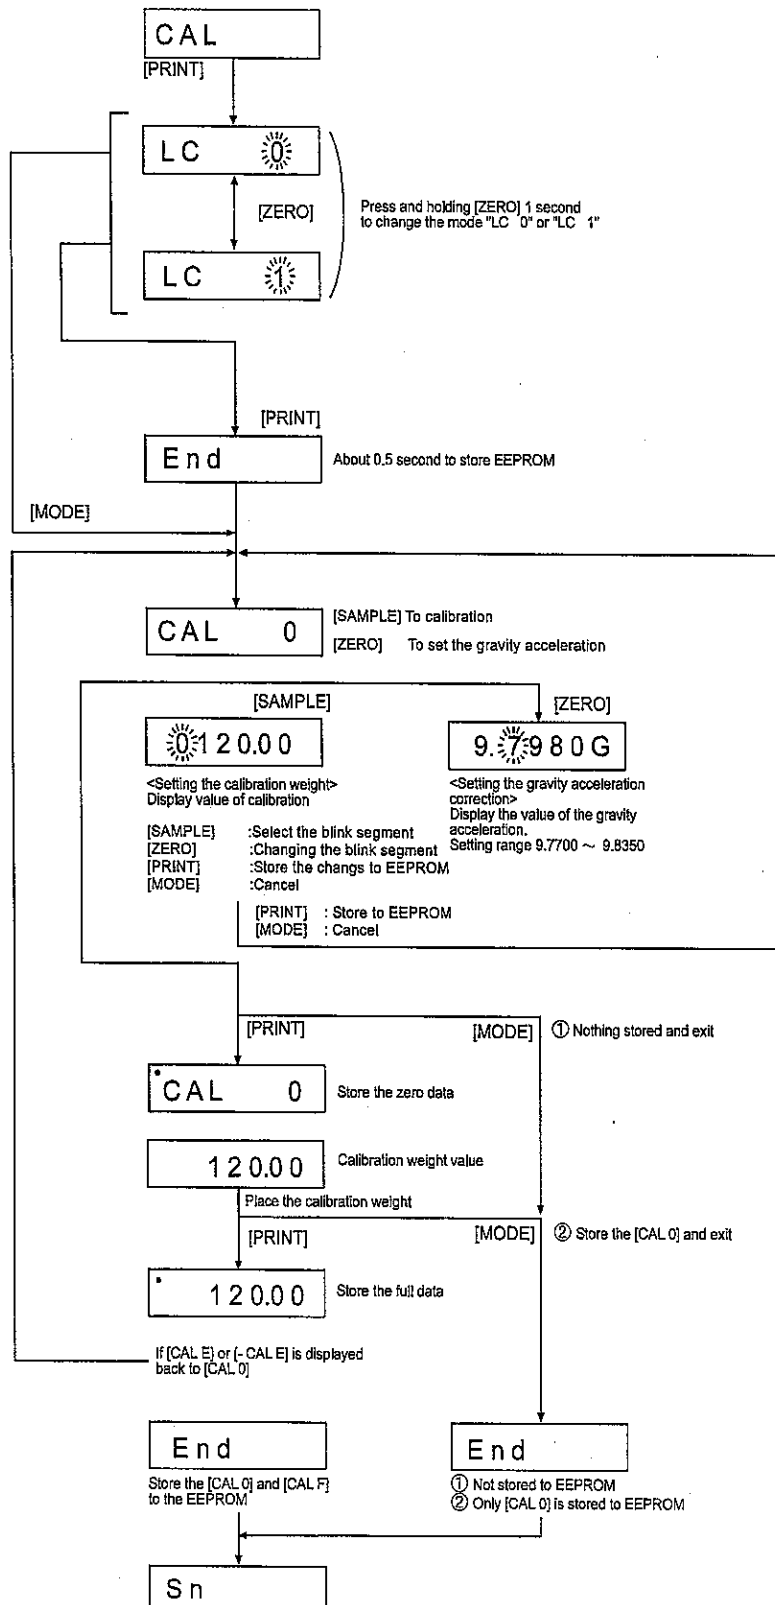 CAL
[PRINT]
LC 0
[ZERO]
Press and holding [ZERO] 1 second
to change the mode "LC 0" or "LC 1"
LC 1
[PRINT]
End
About 0.5 second to store EEPROM
[MODE]
CAL 0
[SAMPLE] To calibration
[ZERO] To set the gravity acceleration
[SAMPLE]
[ZERO]
0120.00
9.7980G
<Setting the calibration weight>
Display value of calibration
<Setting the gravity acceleration
correction>
Display the value of the gravity
acceleration.
Setting range 9.7700 ~ 9.8350
[SAMPLE] :Select the blink segment
[ZERO] :Changing the blink segment
[PRINT] :Store the changs to EEPROM
[MODE] :Cancel
[PRINT] : Store to EEPROM
[MODE] : Cancel
[PRINT]
[MODE] ① Nothing stored and exit
CAL 0
Store the zero data
120.00
Calibration weight value
Place the calibration weight
[PRINT]
[MODE] ② Store the [CAL 0] and exit
120.00
Store the full data
If [CAL E] or [- CAL E] is displayed
back to [CAL 0]
End
End
Store the [CAL 0] and [CAL F]
to the EEPROM
① Not stored to EEPROM
② Only [CAL 0] is stored to EEPROM
Sn